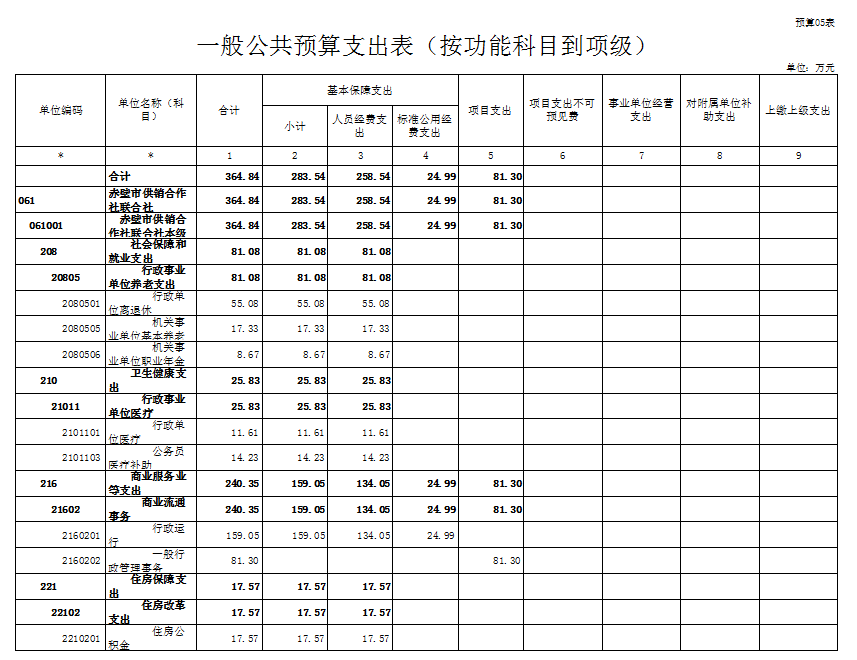 预算05表
一般公共预算支出表（按功能科目到项级）
单位：万元
单位编码 单位名称（科目） 合计 基本保障支出 项目支出 项目支出不可预见费 事业单位经营支出 对附属单位补助支出 上缴上级支出
小计 人员经费支出 标准公用经费支出
* * 1 2 3 4 5 6 7 8 9
合计 364.84 283.54 258.54 24.99 81.30
061 赤壁市供销合作社联合社 364.84 283.54 258.54 24.99 81.30
061001 赤壁市供销合作社联合社本级 364.84 283.54 258.54 24.99 81.30
208 社会保障和就业支出 81.08 81.08 81.08
20805 行政事业单位养老支出 81.08 81.08 81.08
2080501 行政单位离退休 55.08 55.08 55.08
2080505 机关事业单位基本养老 17.33 17.33 17.33
2080506 机关事业单位职业年金 8.67 8.67 8.67
210 卫生健康支出 25.83 25.83 25.83
21011 行政事业单位医疗 25.83 25.83 25.83
2101101 行政单位医疗 11.61 11.61 11.61
2101103 公务员医疗补助 14.23 14.23 14.23
216 商业服务业等支出 240.35 159.05 134.05 24.99 81.30
21602 商业流通事务 240.35 159.05 134.05 24.99 81.30
2160201 行政运行 159.05 159.05 134.05 24.99
2160202 一般行政管理事务 81.30 81.30
221 住房保障支出 17.57 17.57 17.57
22102 住房改革支出 17.57 17.57 17.57
2210201 住房公积金 17.57 17.57 17.57